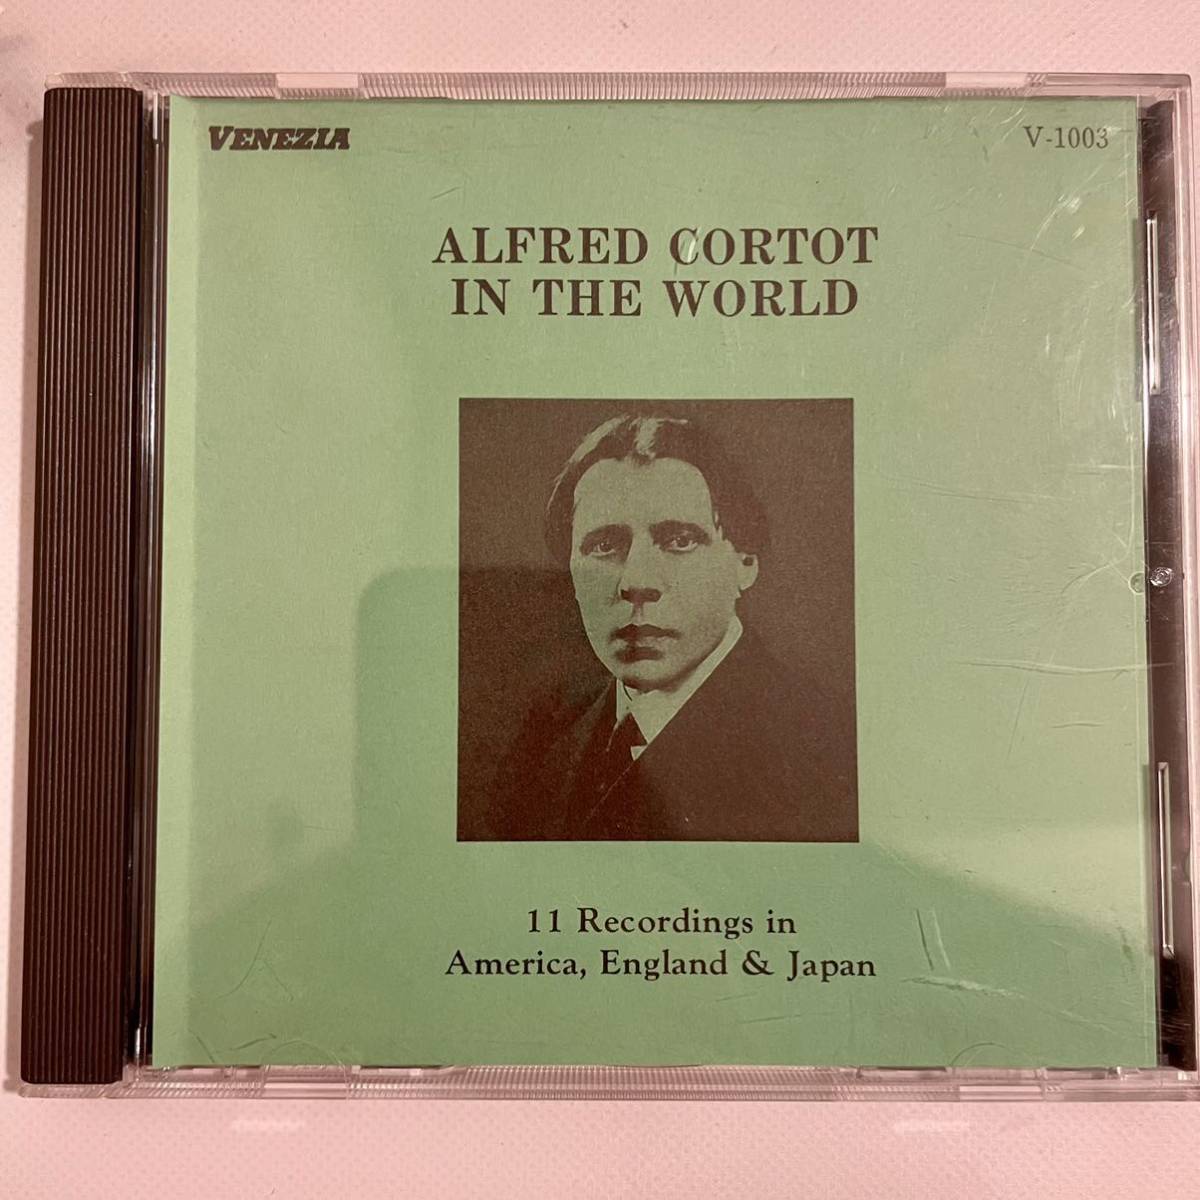 VENEZIA
V-1003
ALFRED CORTOT
IN THE WORLD
11 Recordings in
America, England & Japan